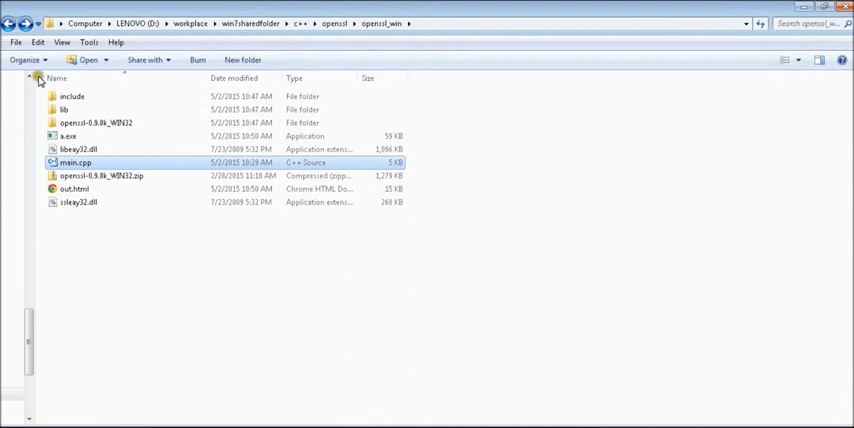 Computer ▸ LENOVO (D:) ▸ workplace ▸ win7sharedfolder ▸ c++ ▸ openssl ▸ openssl_win ▸ Search openssl_w...
File Edit View Tools Help
Organize Open Share with Burn New folder
Name Date modified Type Size
include 5/2/2015 10:47 AM File folder
lib 5/2/2015 10:47 AM File folder
openssl-0.9.8k_WIN32 5/2/2015 10:47 AM File folder
a.exe 5/2/2015 10:50 AM Application 59 KB
libeay32.dll 7/23/2009 5:32 PM Application extens... 1,096 KB
main.cpp 5/2/2015 10:29 AM C++ Source 5 KB
openssl-0.9.8k_WIN32.zip 2/28/2015 11:18 AM Compressed (zipp... 1,279 KB
out.html 5/2/2015 10:50 AM Chrome HTML Do... 15 KB
ssleay32.dll 7/23/2009 5:32 PM Application extens... 260 KB